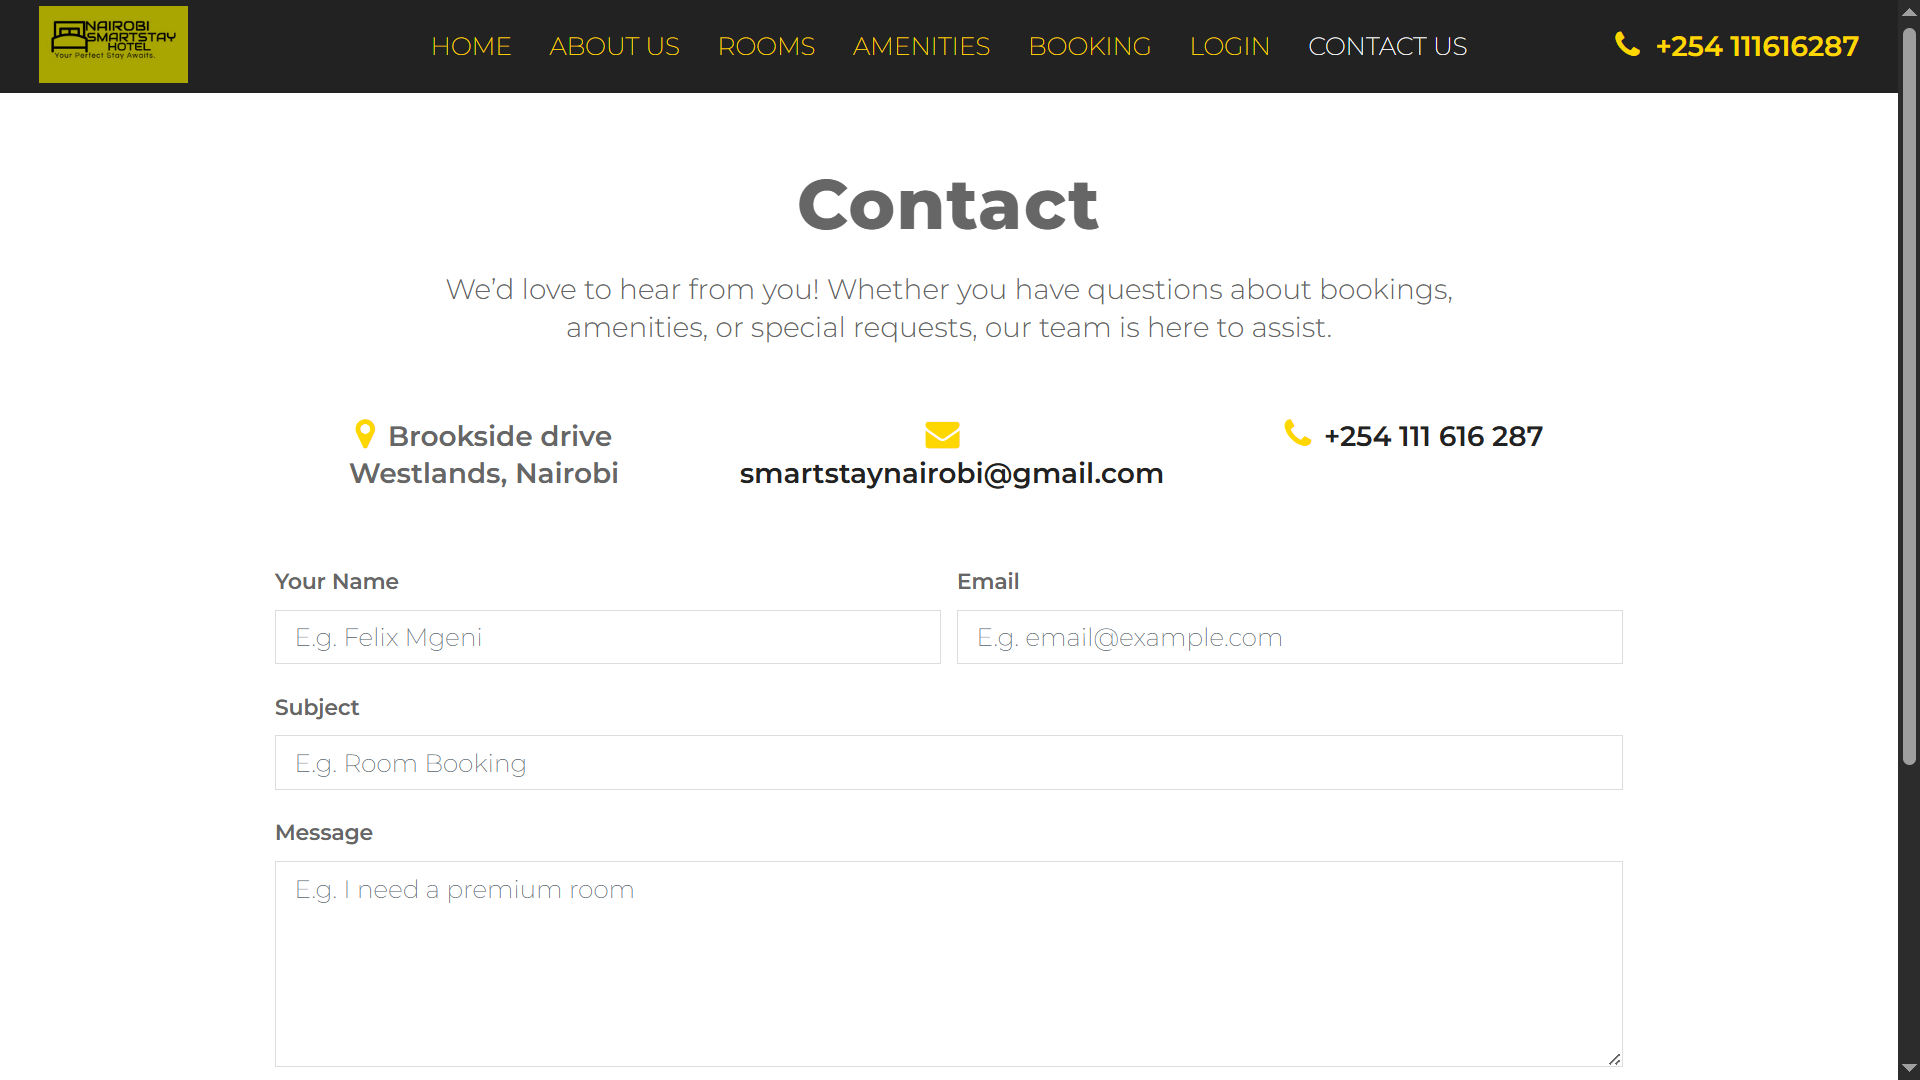 NAIROBI
SMARTSTAY
HOTEL
Your Perfect Stay Awaits.
HOME
ABOUT US
ROOMS
AMENITIES
BOOKING
LOGIN
CONTACT US
+254 111616287
Contact
We’d love to hear from you! Whether you have questions about bookings,
amenities, or special requests, our team is here to assist.
Brookside drive
Westlands, Nairobi
smartstaynairobi@gmail.com
+254 111 616 287
Your Name
E.g. Felix Mgeni
Email
E.g. email@example.com
Subject
E.g. Room Booking
Message
E.g. I need a premium room